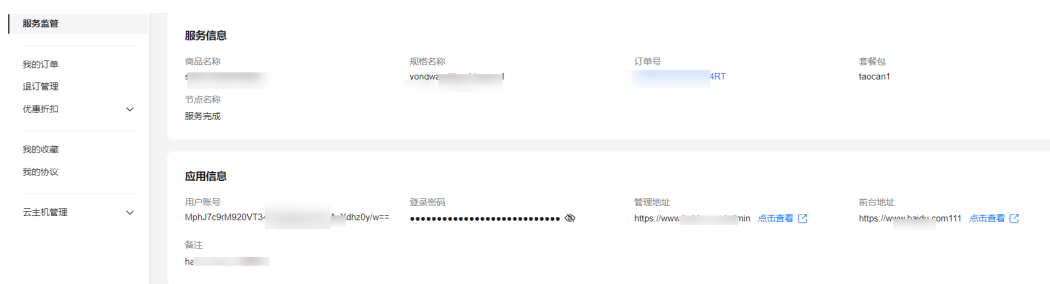 服务监管
我的订单
退订管理
优惠折扣
我的收藏
我的协议
云主机管理
服务信息
商品名称
规格名称
订单号
套餐包
4RT
taocan1
节点名称
服务完成
应用信息
用户账号
登录密码
管理地址
前台地址
MphJ7c9rM920VT3
dhz0y/w==
•••••••••••••••••••••••••••••
https://www.
min 点击查看
https://www.baidu.com111 点击查看
备注
ha